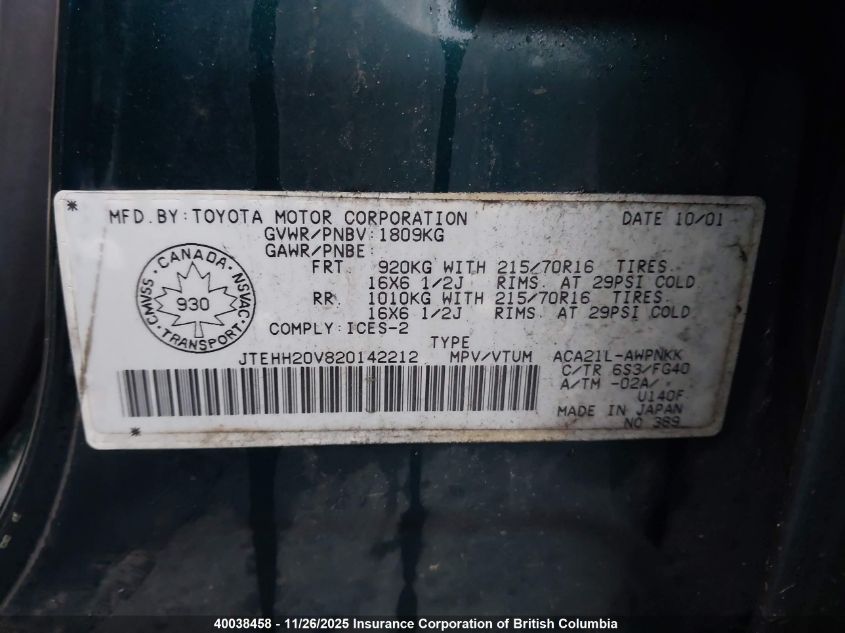 * MFD.BY:TOYOTA MOTOR CORPORATION DATE 10/01
GVWR/PNBV:1809KG
GAWR/PNBE:
FRT. 920KG WITH 215/70R16 TIRES.
16X6 1/2J RIMS. AT 29PSI COLD
RR. 1010KG WITH 215/70R16 TIRES.
16X6 1/2J RIMS. AT 29PSI COLD
COMPLY:ICES-2
CANADA
CMVSS · NSVAC
930
TRANSPORT
TYPE
JTEHH20V820142212 MPV/VTUM ACA21L-AWPNKK
C/TR 6S3/FG40
A/TM -02A/
U140F
MADE IN JAPAN
NO 389
*
40038458 - 11/26/2025 Insurance Corporation of British Columbia